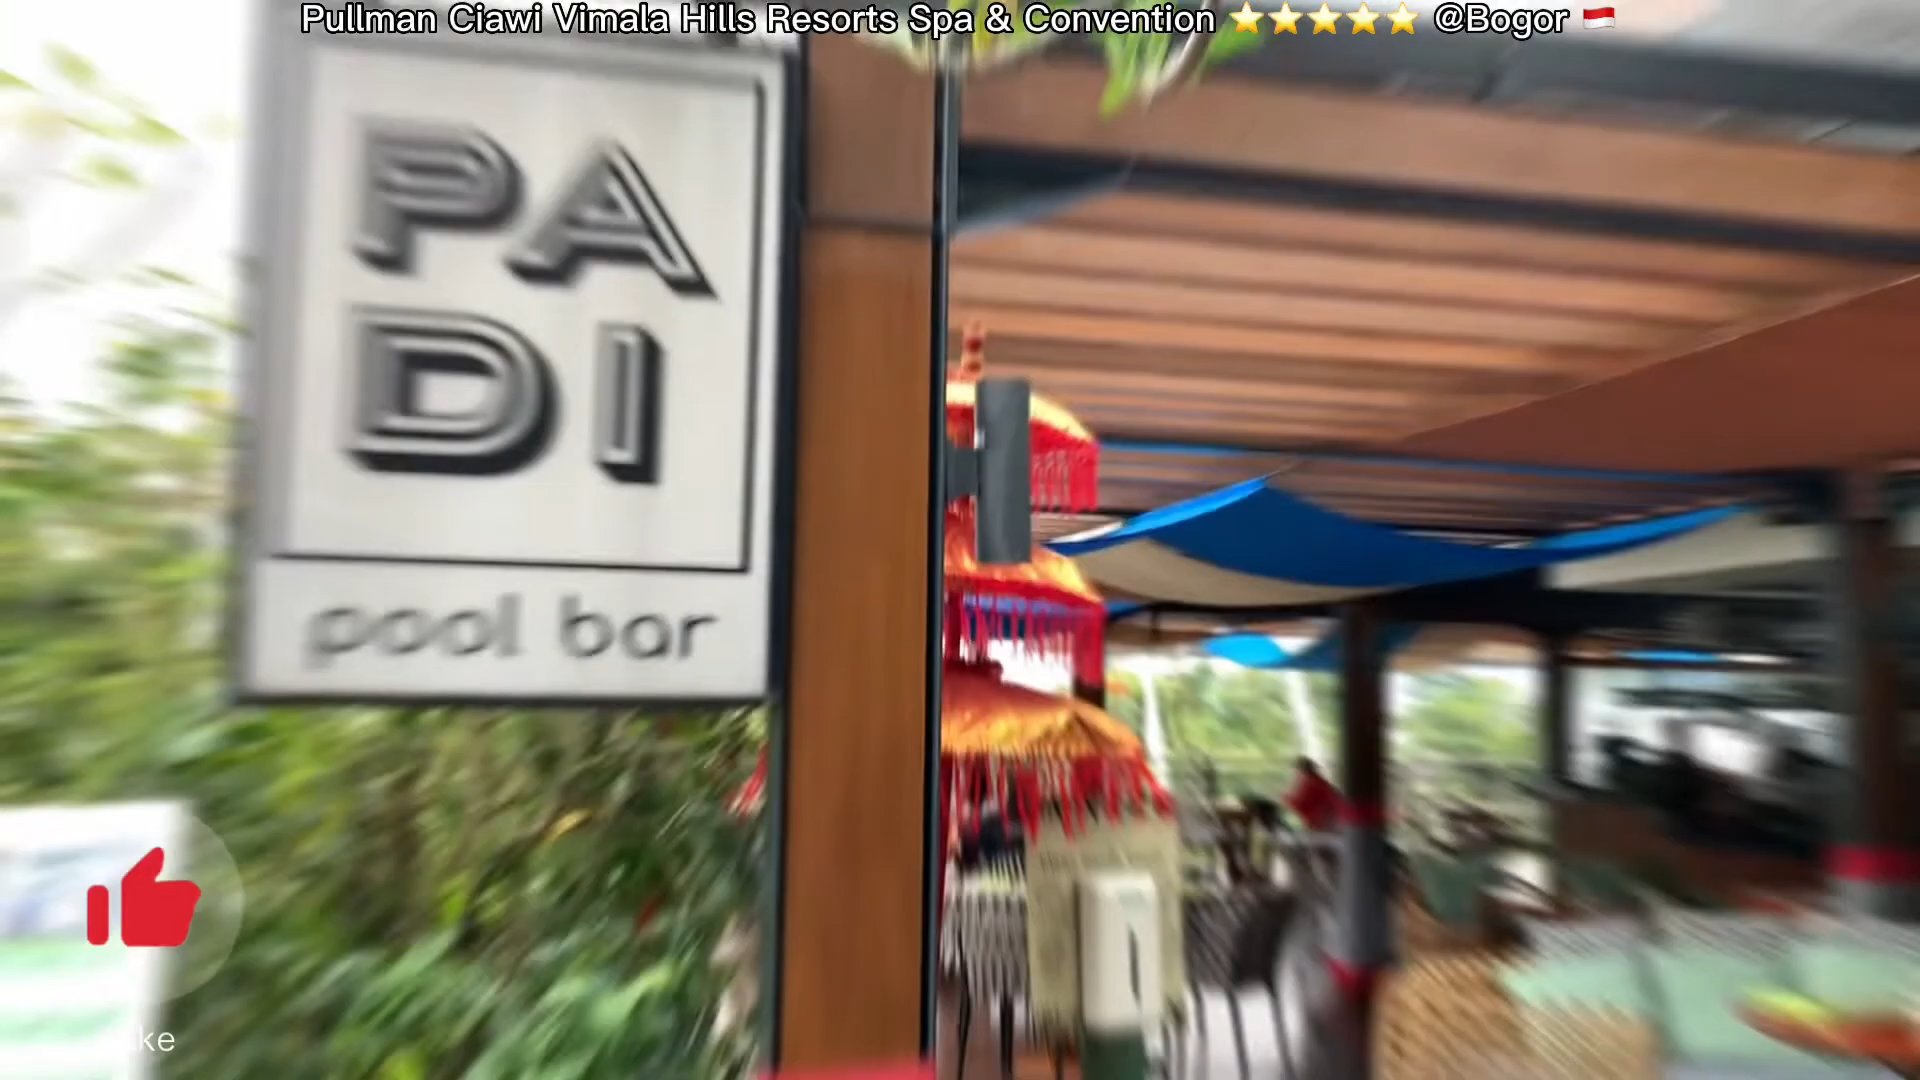 Pullman Ciawi Vimala Hills Resorts Spa & Convention ⭐⭐⭐⭐⭐ @Bogor 🇮🇩
PA
DI
pool bar